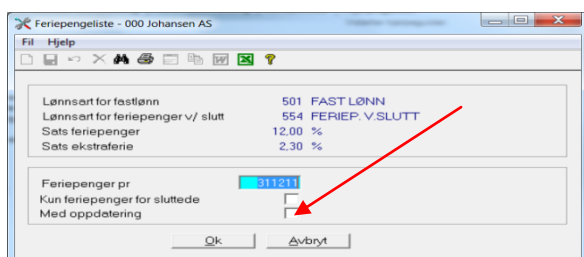 Feriepengeliste - 000 Johansen AS
Fil Hjelp
Lønnsart for fastlønn 501 FAST LØNN
Lønnsart for feriepenger v/ slutt 554 FERIEP. V.SLUTT
Sats feriepenger 12,00 %
Sats ekstraferie 2,30 %
Feriepenger pr 311211
Kun feriepenger for sluttede
Med oppdatering
Ok Avbryt